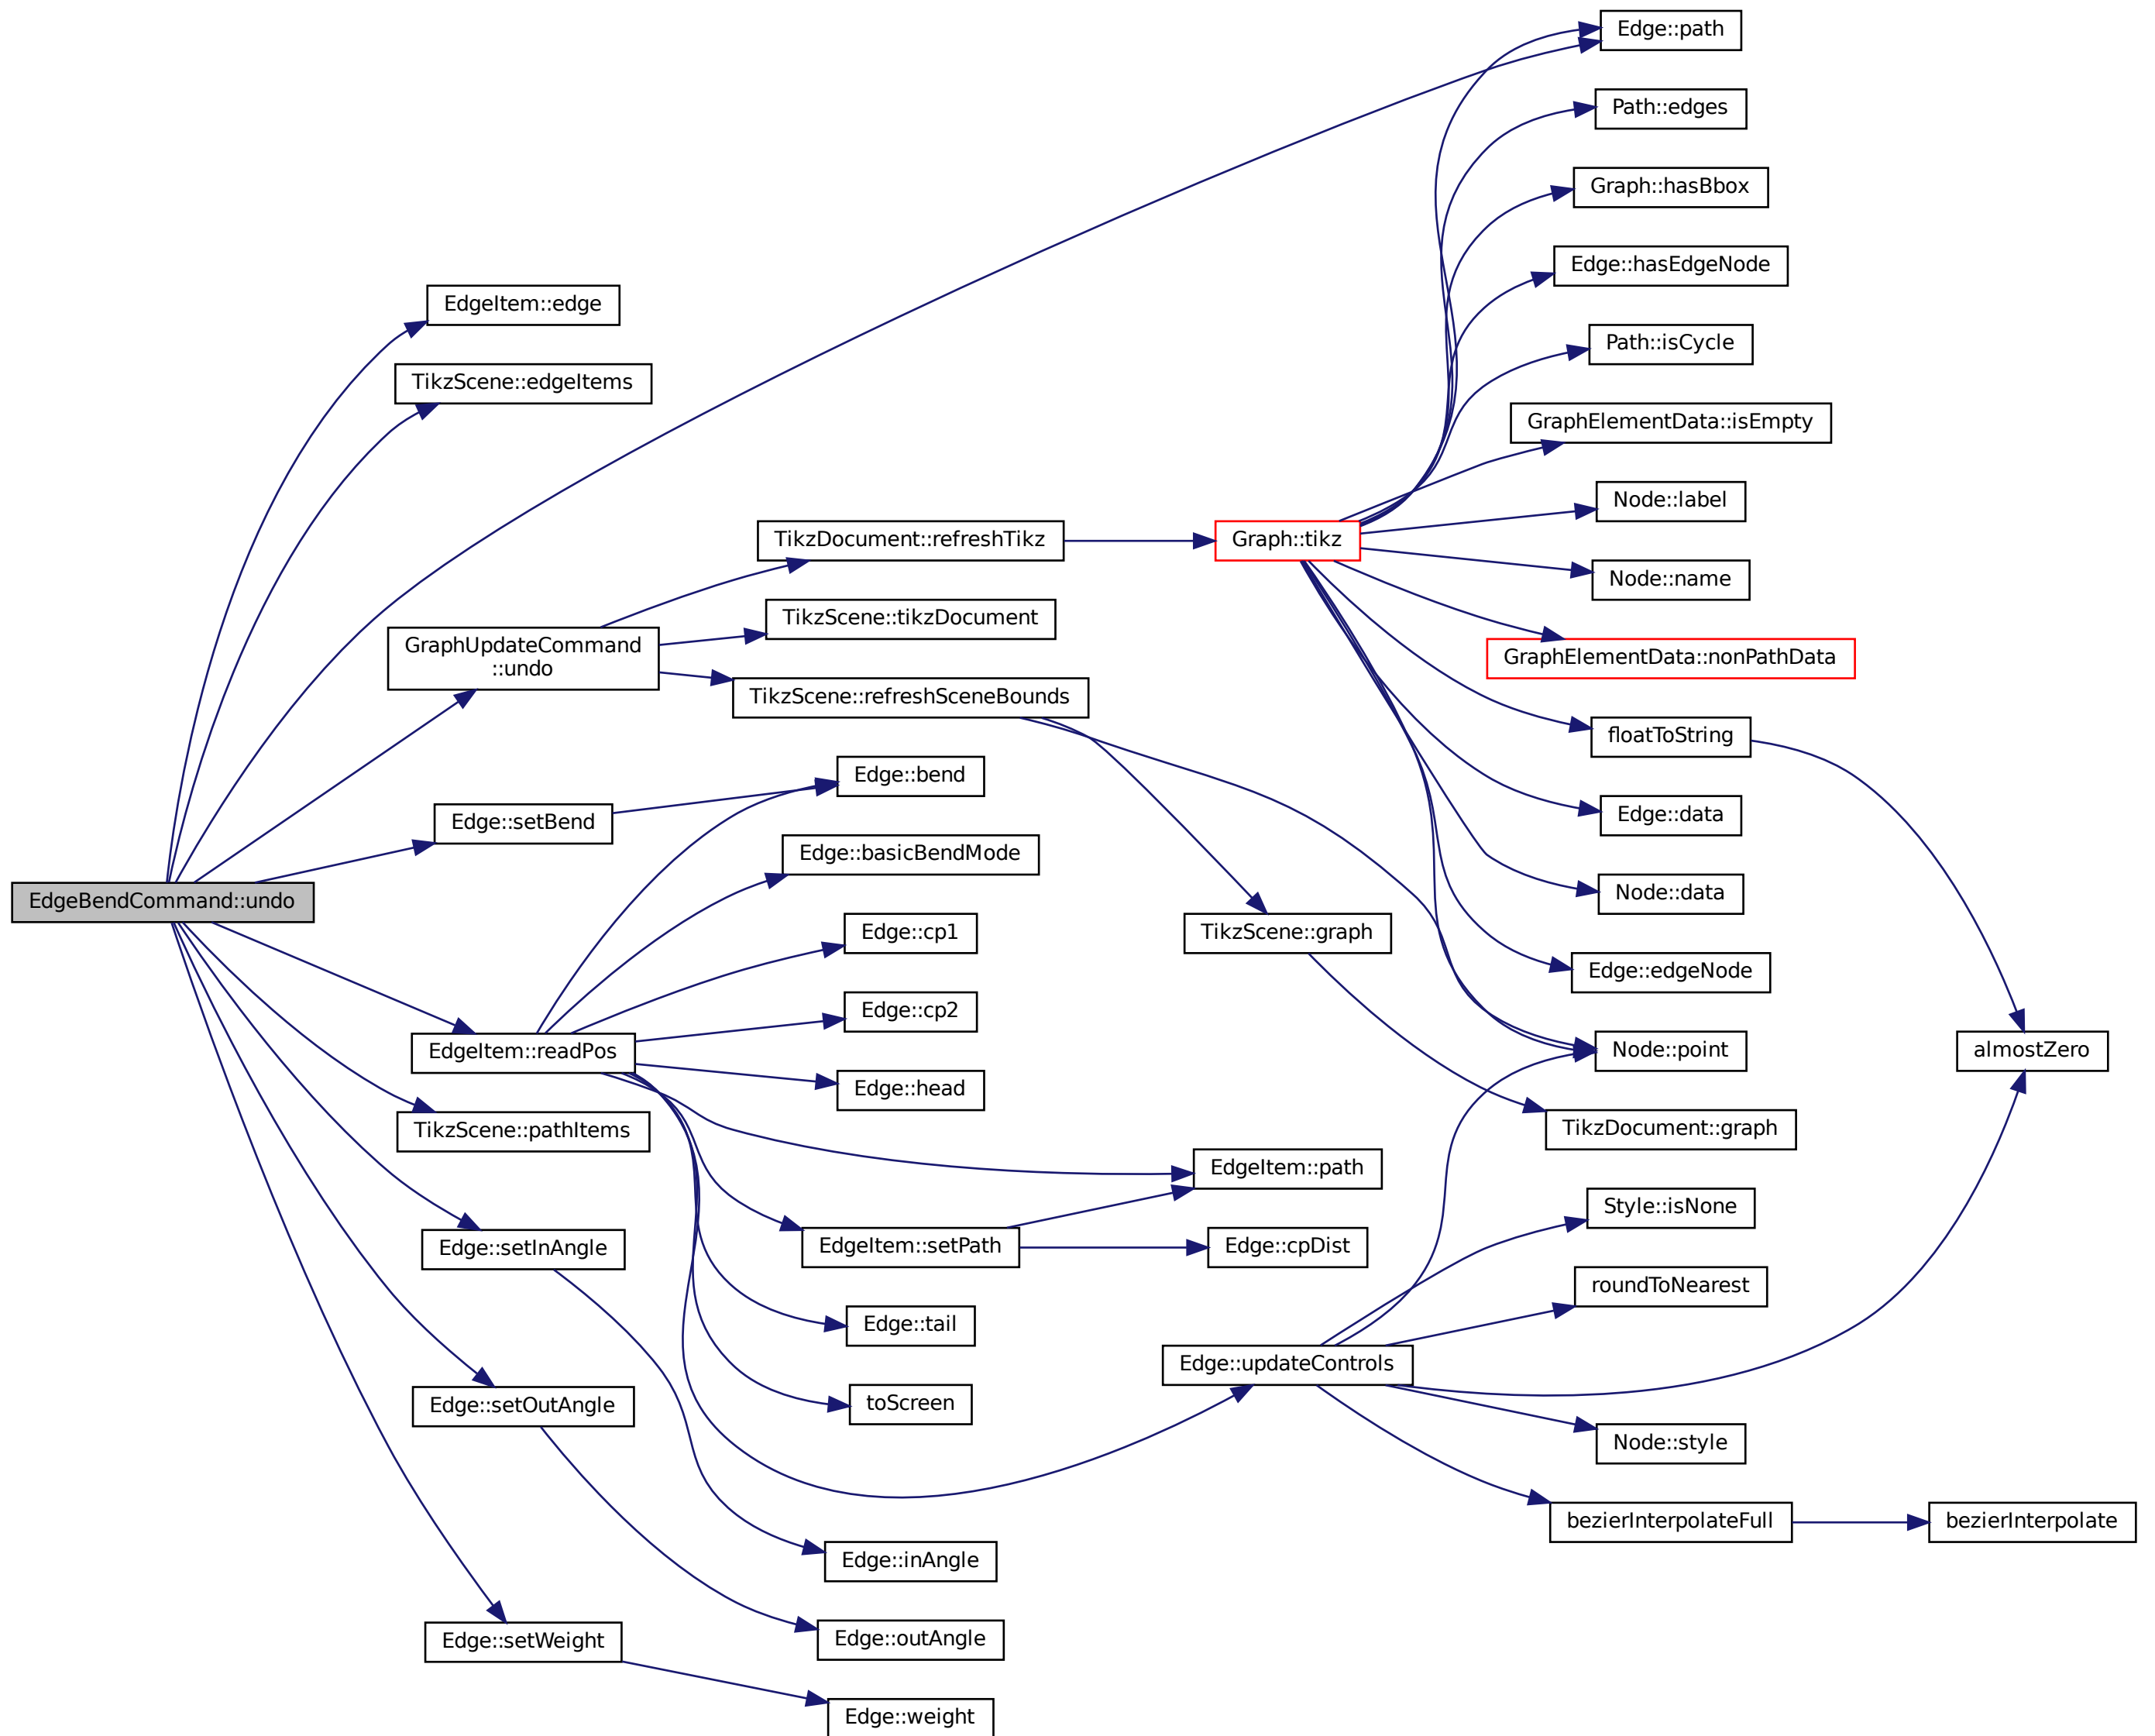 Edge::path
Path::edges
Graph::hasBbox
Edge::hasEdgeNode
EdgeItem::edge
Path::isCycle
TikzScene::edgeItems
GraphElementData::isEmpty
Node::label
TikzDocument::refreshTikz
Graph::tikz
Node::name
TikzScene::tikzDocument
GraphUpdateCommand
::undo
GraphElementData::nonPathData
TikzScene::refreshSceneBounds
floatToString
Edge::bend
Edge::setBend
Edge::data
Edge::basicBendMode
EdgeBendCommand::undo
Node::data
Edge::cp1
TikzScene::graph
Edge::edgeNode
Edge::cp2
EdgeItem::readPos
Node::point
almostZero
Edge::head
TikzScene::pathItems
TikzDocument::graph
EdgeItem::path
Style::isNone
Edge::setInAngle
EdgeItem::setPath
Edge::cpDist
roundToNearest
Edge::tail
Edge::updateControls
Edge::setOutAngle
toScreen
Node::style
bezierInterpolateFull
bezierInterpolate
Edge::inAngle
Edge::setWeight
Edge::outAngle
Edge::weight